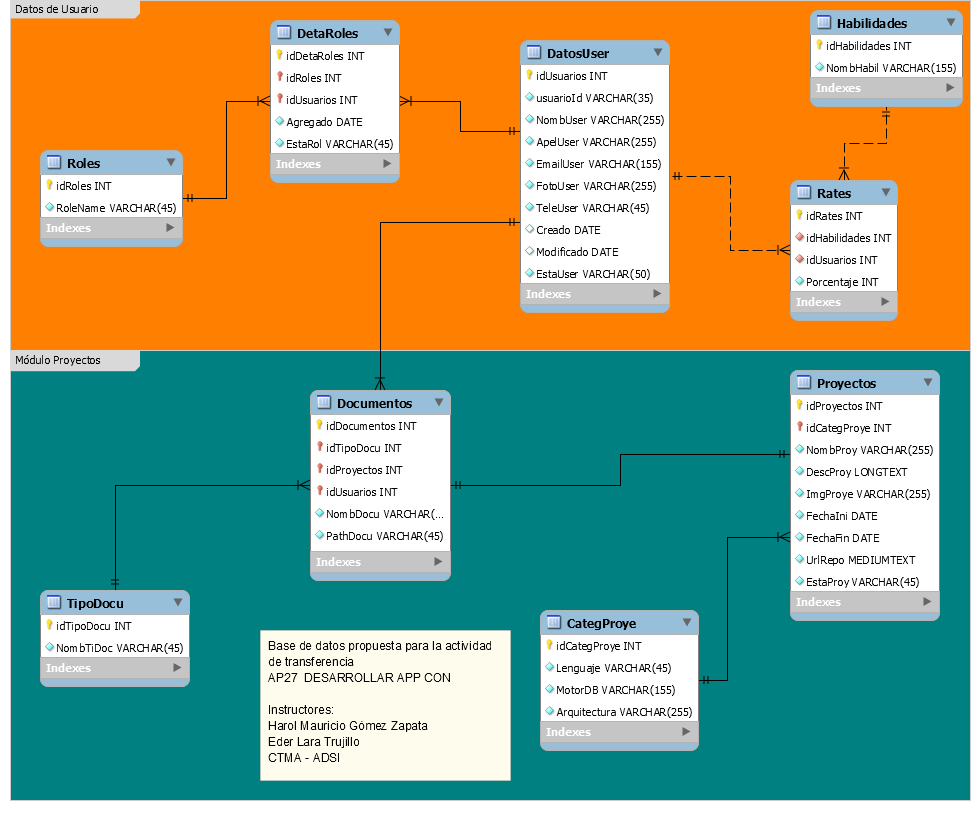 Datos de Usuario
DetaRoles
idDetaRoles INT
idRoles INT
idUsuarios INT
Agregado DATE
EstaRol VARCHAR(45)
Indexes
DatosUser
idUsuarios INT
usuarioId VARCHAR(35)
NombUser VARCHAR(255)
ApelUser VARCHAR(255)
EmailUser VARCHAR(155)
FotoUser VARCHAR(255)
TeleUser VARCHAR(45)
Creado DATE
Modificado DATE
EstaUser VARCHAR(50)
Indexes
Habilidades
idHabilidades INT
NombHabil VARCHAR(155)
Indexes
Roles
idRoles INT
RoleName VARCHAR(45)
Indexes
Rates
idRates INT
idHabilidades INT
idUsuarios INT
Porcentaje INT
Indexes
Módulo Proyectos
Documentos
idDocumentos INT
idTipoDocu INT
idProyectos INT
idUsuarios INT
NombDocu VARCHAR(...
PathDocu VARCHAR(45)
Indexes
Proyectos
idProyectos INT
idCategProye INT
NombProy VARCHAR(255)
DescProy LONGTEXT
ImgProye VARCHAR(255)
FechaIni DATE
FechaFin DATE
UrlRepo MEDIUMTEXT
EstaProy VARCHAR(45)
Indexes
TipoDocu
idTipoDocu INT
NombTiDoc VARCHAR(45)
Indexes
Base de datos propuesta para la actividad
de transferencia
AP27 DESARROLLAR APP CON
Instructores:
Harol Mauricio Gómez Zapata
Eder Lara Trujillo
CTMA - ADSI
CategProye
idCategProye INT
Lenguaje VARCHAR(45)
MotorDB VARCHAR(155)
Arquitectura VARCHAR(255)
Indexes